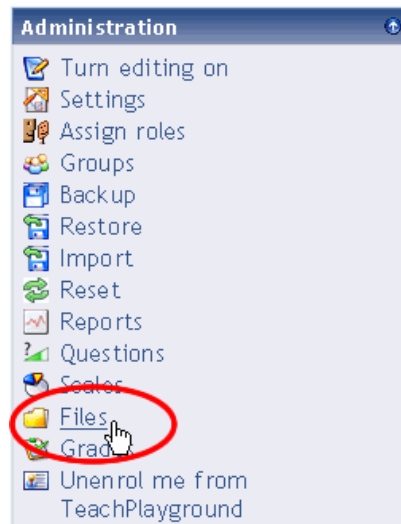 Administration
Turn editing on
Settings
Assign roles
Groups
Backup
Restore
Import
Reset
Reports
Questions
Scales
Files
Grades
Unenrol me from
TeachPlayground